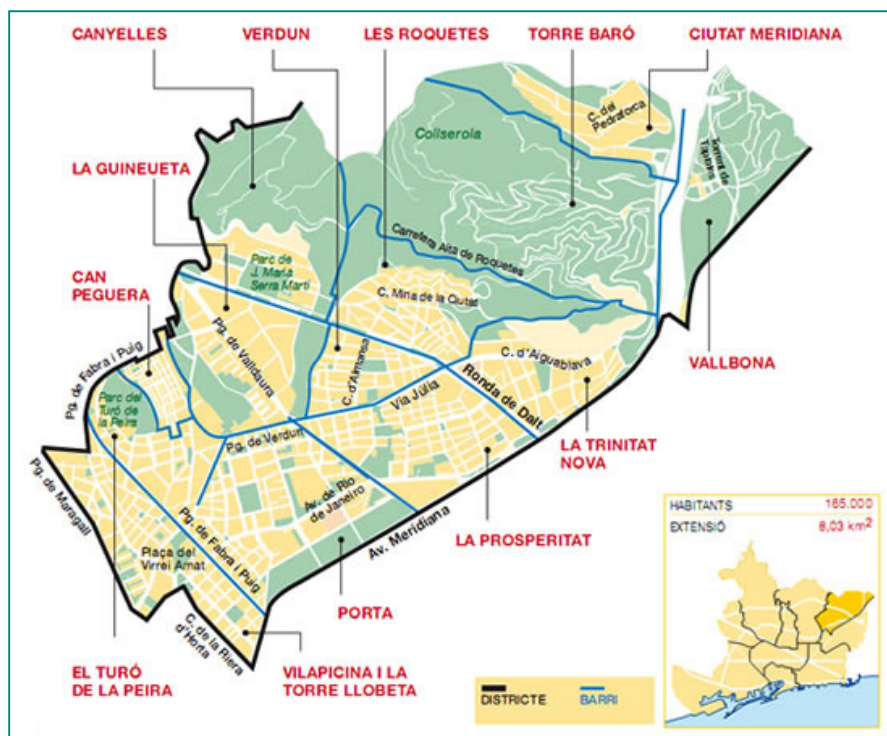 CANYELLES
VERDUN
LES ROQUETES
TORRE BARÓ
CIUTAT MERIDIANA
C. del
Pedraforca
Collserola
Torrent de
Tapioles
LA GUINEUETA
Parc de
J. Maria
Serra Martí
Carretera Alta de Roquetes
CAN
PEGUERA
C. Mina de la Ciutat
Pg. de Fabra i Puig
Pg. de Valldaura
C. d'Almansa
C. d'Aiguablava
VALLBONA
Parc del
Turó de
la Peira
Via Júlia
Ronda de Dalt
Pg. de Verdun
LA TRINITAT
NOVA
Pg. de Maragall
Av. de Rio
de Janeiro
Pg. de Fabra i Puig
Av. Meridiana
LA PROSPERITAT
Plaça del
Virrei Amat
PORTA
C. de la Riera
d'Horta
EL TURÓ
DE LA PEIRA
VILAPICINA I LA
TORRE LLOBETA
HABITANTS 165.000
EXTENSIÓ 8,03 km²
DISTRICTE
BARRI